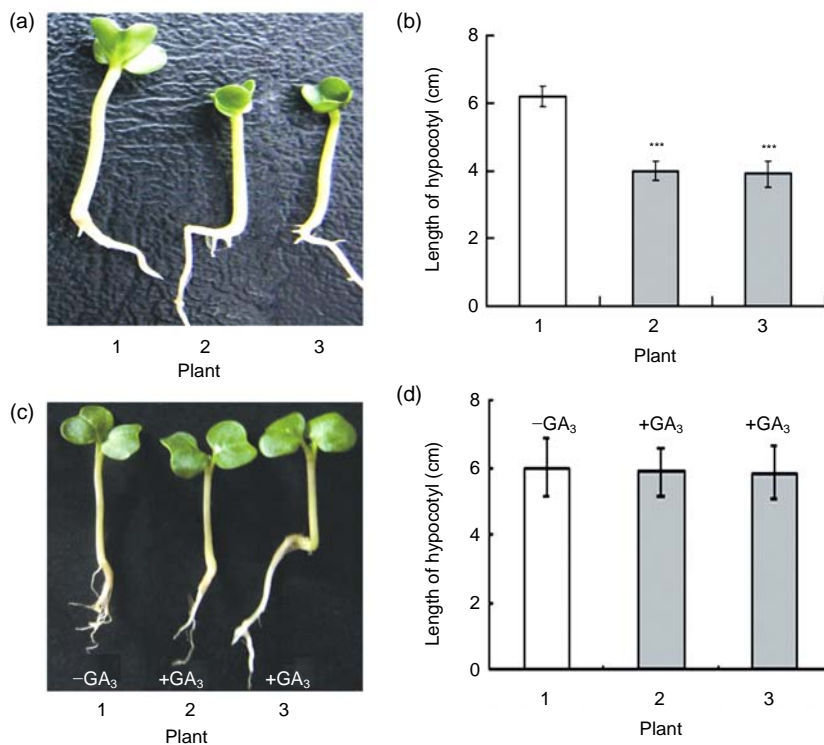 (a)
1 2 3
Plant
(b)
Length of hypocotyl (cm)
8
6
4
2
0
***
***
1 2 3
Plant
(c)
−GA3 +GA3 +GA3
1 2 3
Plant
(d)
Length of hypocotyl (cm)
8
6
4
2
0
−GA3 +GA3 +GA3
1 2 3
Plant